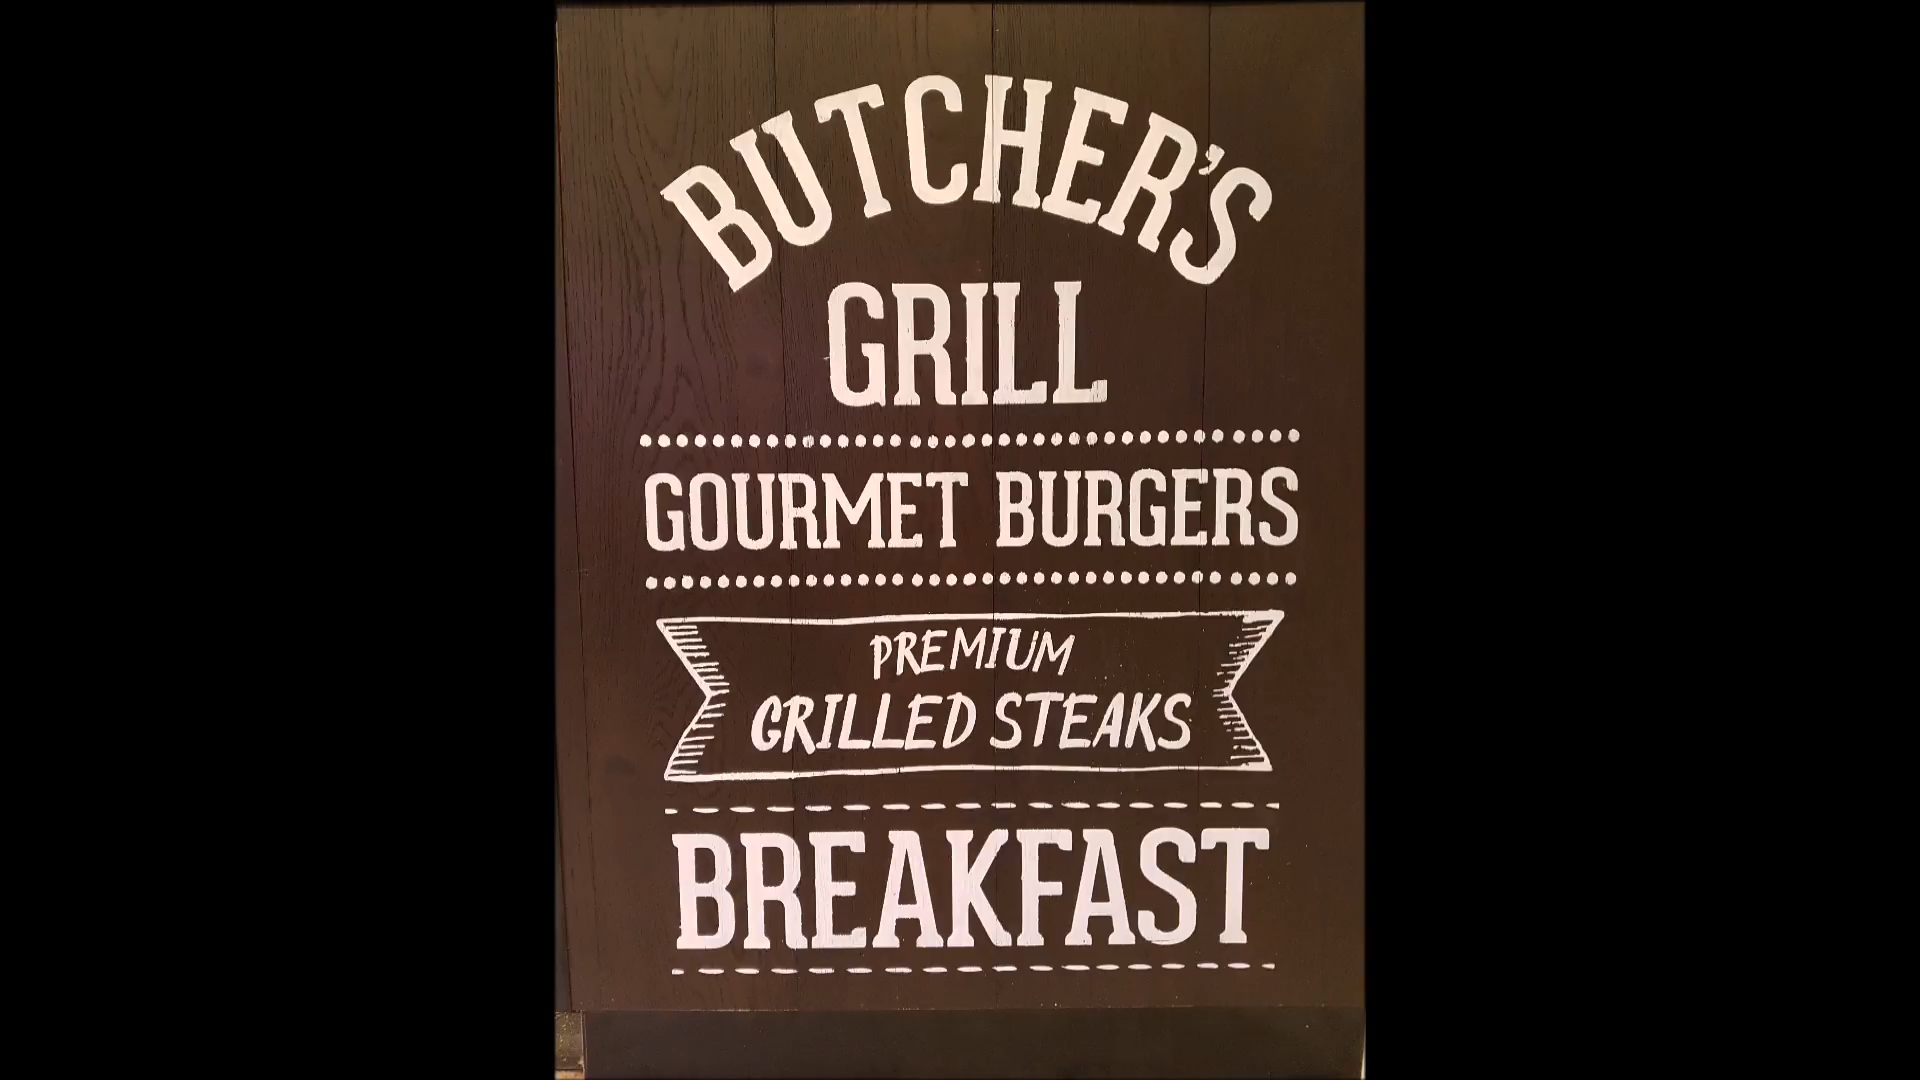 BUTCHER'S
GRILL
GOURMET BURGERS
PREMIUM
GRILLED STEAKS
BREAKFAST